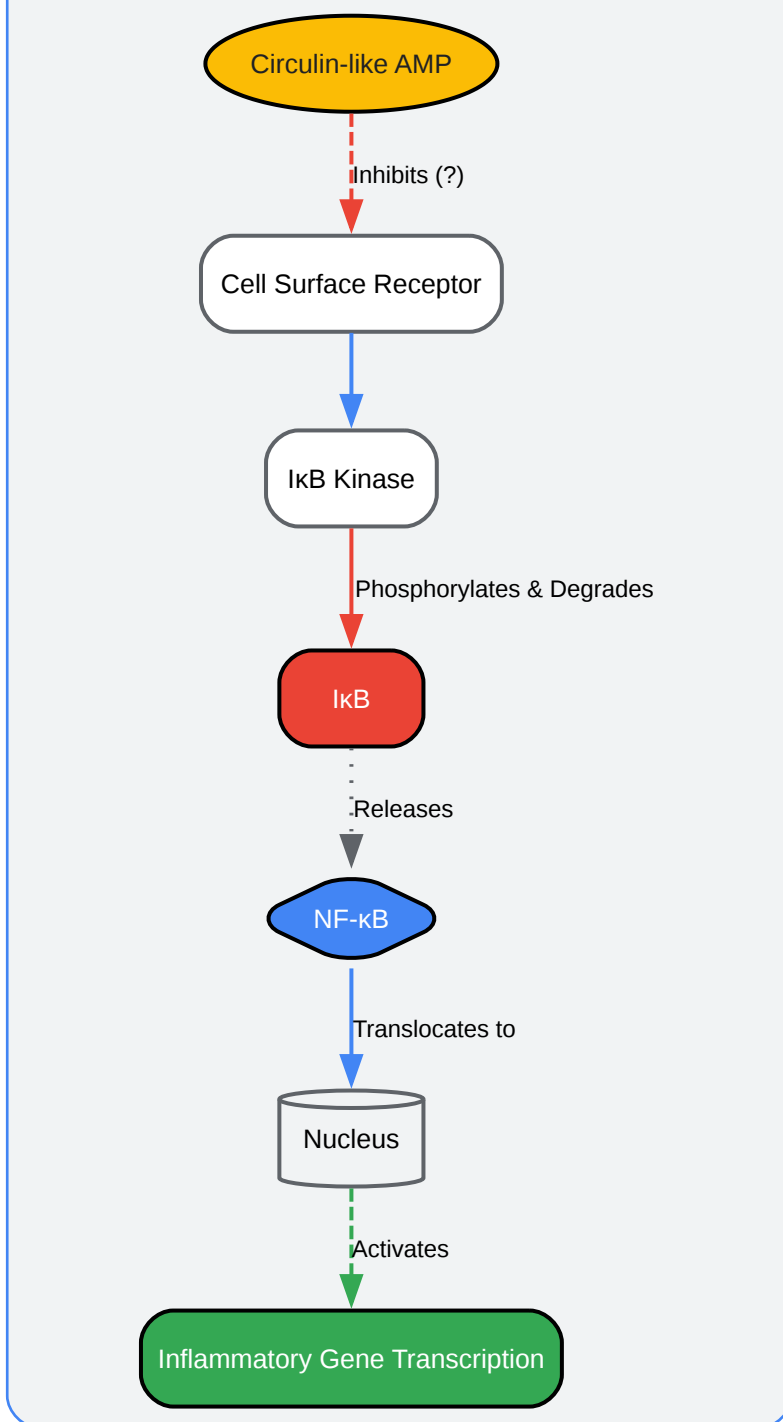 Circulin-like AMP
Inhibits (?)
Cell Surface Receptor
IκB Kinase
Phosphorylates & Degrades
IκB
Releases
NF-κB
Translocates to
Nucleus
Activates
Inflammatory Gene Transcription